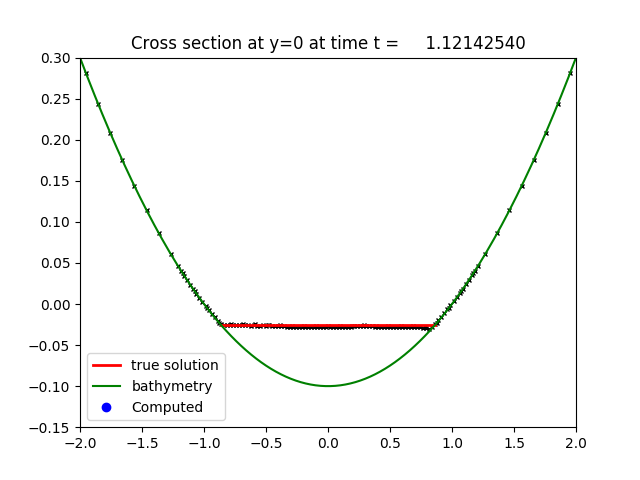 Cross section at y=0 at time t = 1.12142540
0.30
0.25
0.20
0.15
0.10
0.05
0.00
−0.05
−0.10
−0.15
true solution
bathymetry
Computed
−2.0 −1.5 −1.0 −0.5 0.0 0.5 1.0 1.5 2.0